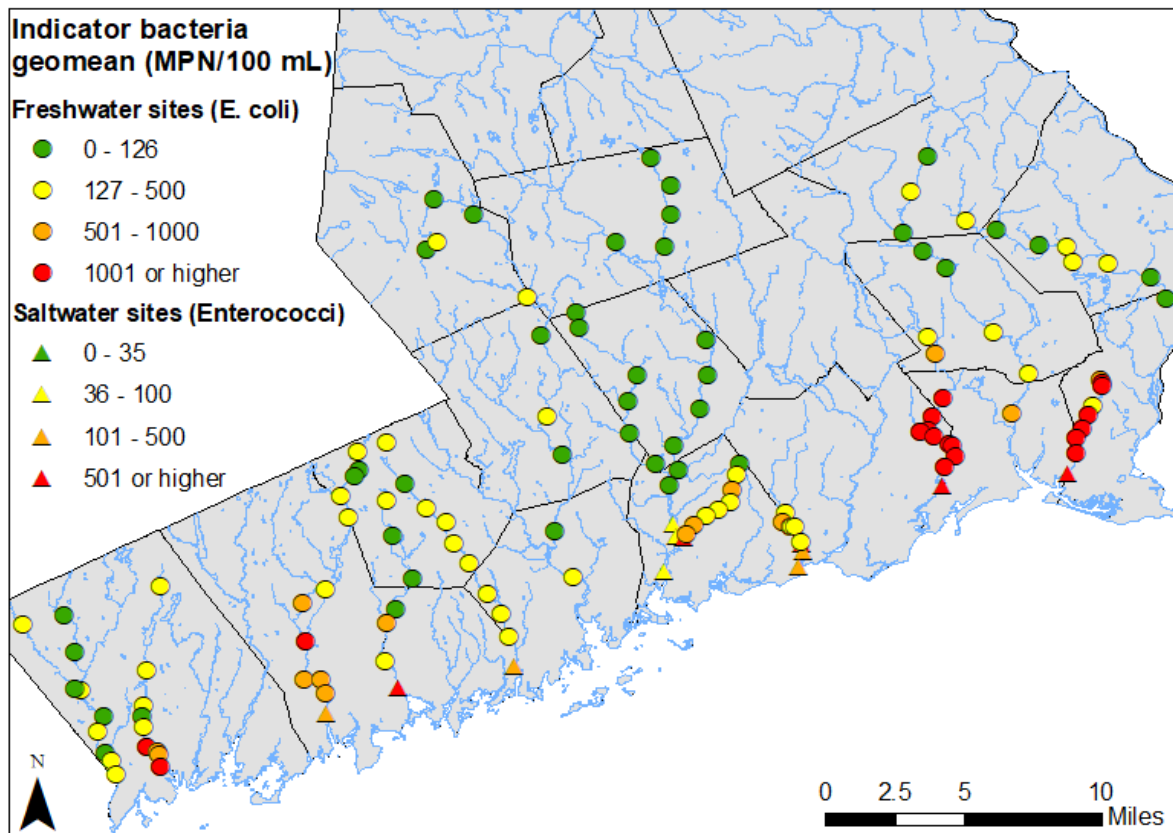 Indicator bacteria
geomean (MPN/100 mL)
Freshwater sites (E. coli)
0 - 126
127 - 500
501 - 1000
1001 or higher
Saltwater sites (Enterococci)
0 - 35
36 - 100
101 - 500
501 or higher
N
0 2.5 5 10
Miles